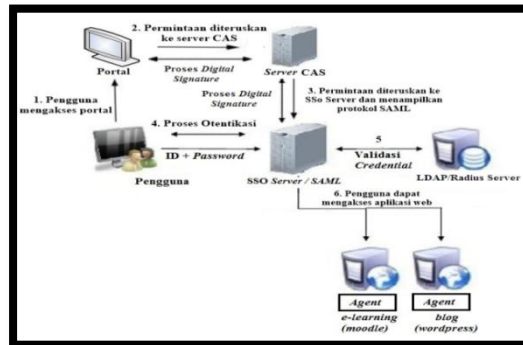 2. Permintaan diteruskan
ke server CAS
Portal
Proses Digital
Signature
Server CAS
1. Pengguna
mengakses portal
Proses Digital
Signature
3. Permintaan diteruskan ke
SSo Server dan menampilkan
protokol SAML
4. Proses Otentikasi
ID + Password
Pengguna
SSO Server / SAML
5
Validasi
Credential
LDAP/Radius Server
6. Pengguna dapat
mengakses aplikasi web
Agent
e-learning
(moodle)
Agent
blog
(wordpress)